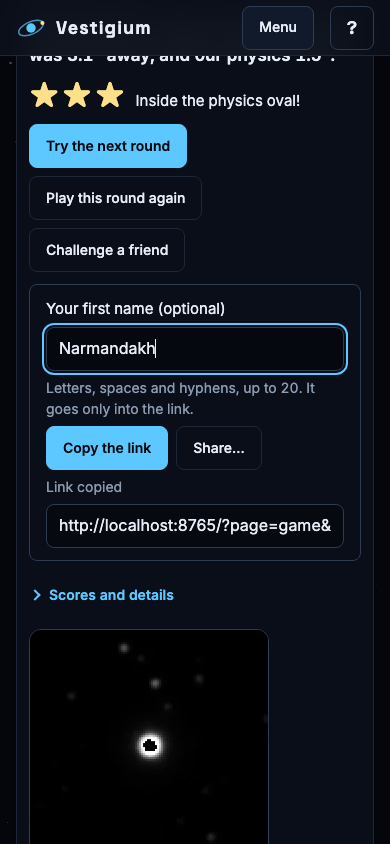 Vestigium
Menu
?
Inside the physics oval!
Try the next round
Play this round again
Challenge a friend
Your first name (optional)
Narmandakh
Letters, spaces and hyphens, up to 20. It
goes only into the link.
Copy the link
Share...
Link copied
http://localhost:8765/?page=game&
Scores and details